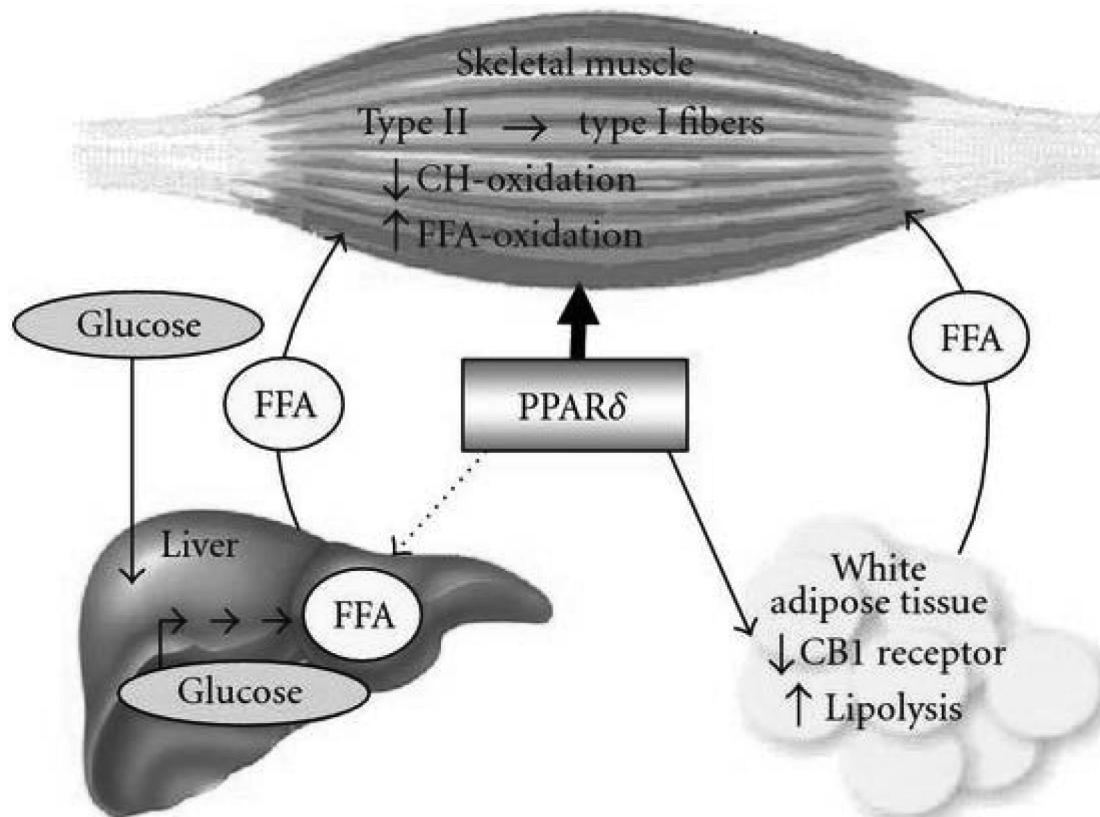 Skeletal muscle
Type II → type I fibers
↓ CH-oxidation
↑ FFA-oxidation
Glucose
FFA
FFA
PPARδ
Liver
FFA
Glucose
White
adipose tissue
↓ CB1 receptor
↑ Lipolysis